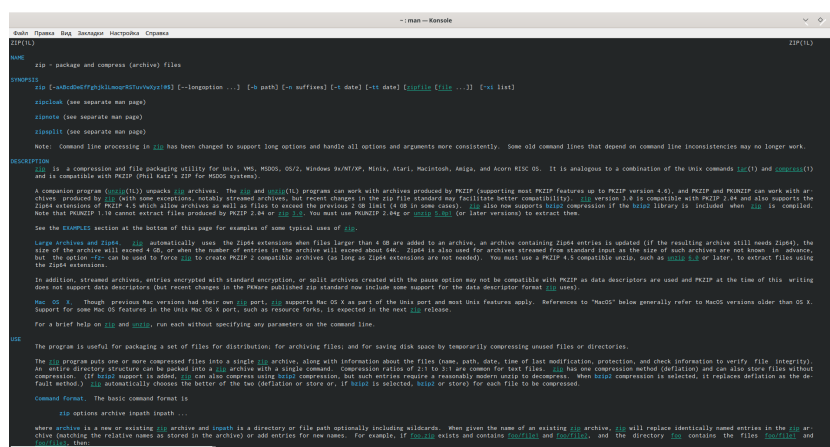 ~ : man — Konsole
Файл Правка Вид Закладки Настройка Справка
ZIP(1L) ZIP(1L)
NAME
zip - package and compress (archive) files
SYNOPSIS
zip [-aABcdDeEfFghjklLmoqrRSTuvVwXyz!@$] [--longoption ...] [-b path] [-n suffixes] [-t date] [-tt date] [zipfile [file ...]] [-xi list]
zipcloak (see separate man page)
zipnote (see separate man page)
zipsplit (see separate man page)
Note: Command line processing in zip has been changed to support long options and handle all options and arguments more consistently. Some old command lines that depend on command line inconsistencies may no longer work.
DESCRIPTION
zip is a compression and file packaging utility for Unix, VMS, MSDOS, OS/2, Windows 9x/NT/XP, Minix, Atari, Macintosh, Amiga, and Acorn RISC OS. It is analogous to a combination of the Unix commands tar(1) and compress(1)
and is compatible with PKZIP (Phil Katz's ZIP for MSDOS systems).
A companion program (unzip(1L)) unpacks zip archives. The zip and unzip(1L) programs can work with archives produced by PKZIP (supporting most PKZIP features up to PKZIP version 4.6), and PKZIP and PKUNZIP can work with ar-
chives produced by zip (with some exceptions, notably streamed archives, but recent changes in the zip file standard may facilitate better compatibility). zip version 3.0 is compatible with PKZIP 2.04 and also supports the
Zip64 extensions of PKZIP 4.5 which allow archives as well as files to exceed the previous 2 GB limit (4 GB in some cases). zip also now supports bzip2 compression if the bzip2 library is included when zip is compiled.
Note that PKUNZIP 1.10 cannot extract files produced by PKZIP 2.04 or zip 3.0. You must use PKUNZIP 2.04g or unzip 5.0p1 (or later versions) to extract them.
See the EXAMPLES section at the bottom of this page for examples of some typical uses of zip.
Large Archives and Zip64. zip automatically uses the Zip64 extensions when files larger than 4 GB are added to an archive, an archive containing Zip64 entries is updated (if the resulting archive still needs Zip64), the
size of the archive will exceed 4 GB, or when the number of entries in the archive will exceed about 64K. Zip64 is also used for archives streamed from standard input as the size of such archives are not known in advance,
but the option -fz- can be used to force zip to create PKZIP 2 compatible archives (as long as Zip64 extensions are not needed). You must use a PKZIP 4.5 compatible unzip, such as unzip 6.0 or later, to extract files using
the Zip64 extensions.
In addition, streamed archives, entries encrypted with standard encryption, or split archives created with the pause option may not be compatible with PKZIP as data descriptors are used and PKZIP at the time of this writing
does not support data descriptors (but recent changes in the PKWare published zip standard now include some support for the data descriptor format zip uses).
Mac OS X. Though previous Mac versions had their own zip port, zip supports Mac OS X as part of the Unix port and most Unix features apply. References to "MacOS" below generally refer to MacOS versions older than OS X.
Support for some Mac OS features in the Unix Mac OS X port, such as resource forks, is expected in the next zip release.
For a brief help on zip and unzip, run each without specifying any parameters on the command line.
USE
The program is useful for packaging a set of files for distribution; for archiving files; and for saving disk space by temporarily compressing unused files or directories.
The zip program puts one or more compressed files into a single zip archive, along with information about the files (name, path, date, time of last modification, protection, and check information to verify file integrity).
An entire directory structure can be packed into a zip archive with a single command. Compression ratios of 2:1 to 3:1 are common for text files. zip has one compression method (deflation) and can also store files without
compression. (If bzip2 support is added, zip can also compress using bzip2 compression, but such entries require a reasonably modern unzip to decompress. When bzip2 compression is selected, it replaces deflation as the de-
fault method.) zip automatically chooses the better of the two (deflation or store or, if bzip2 is selected, bzip2 or store) for each file to be compressed.
Command format. The basic command format is
zip options archive inpath inpath ...
where archive is a new or existing zip archive and inpath is a directory or file path optionally including wildcards. When given the name of an existing zip archive, zip will replace identically named entries in the zip ar-
chive (matching the relative names as stored in the archive) or add entries for new names. For example, if foo.zip exists and contains foo/file1 and foo/file2, and the directory foo contains the files foo/file1 and
foo/file3, then: